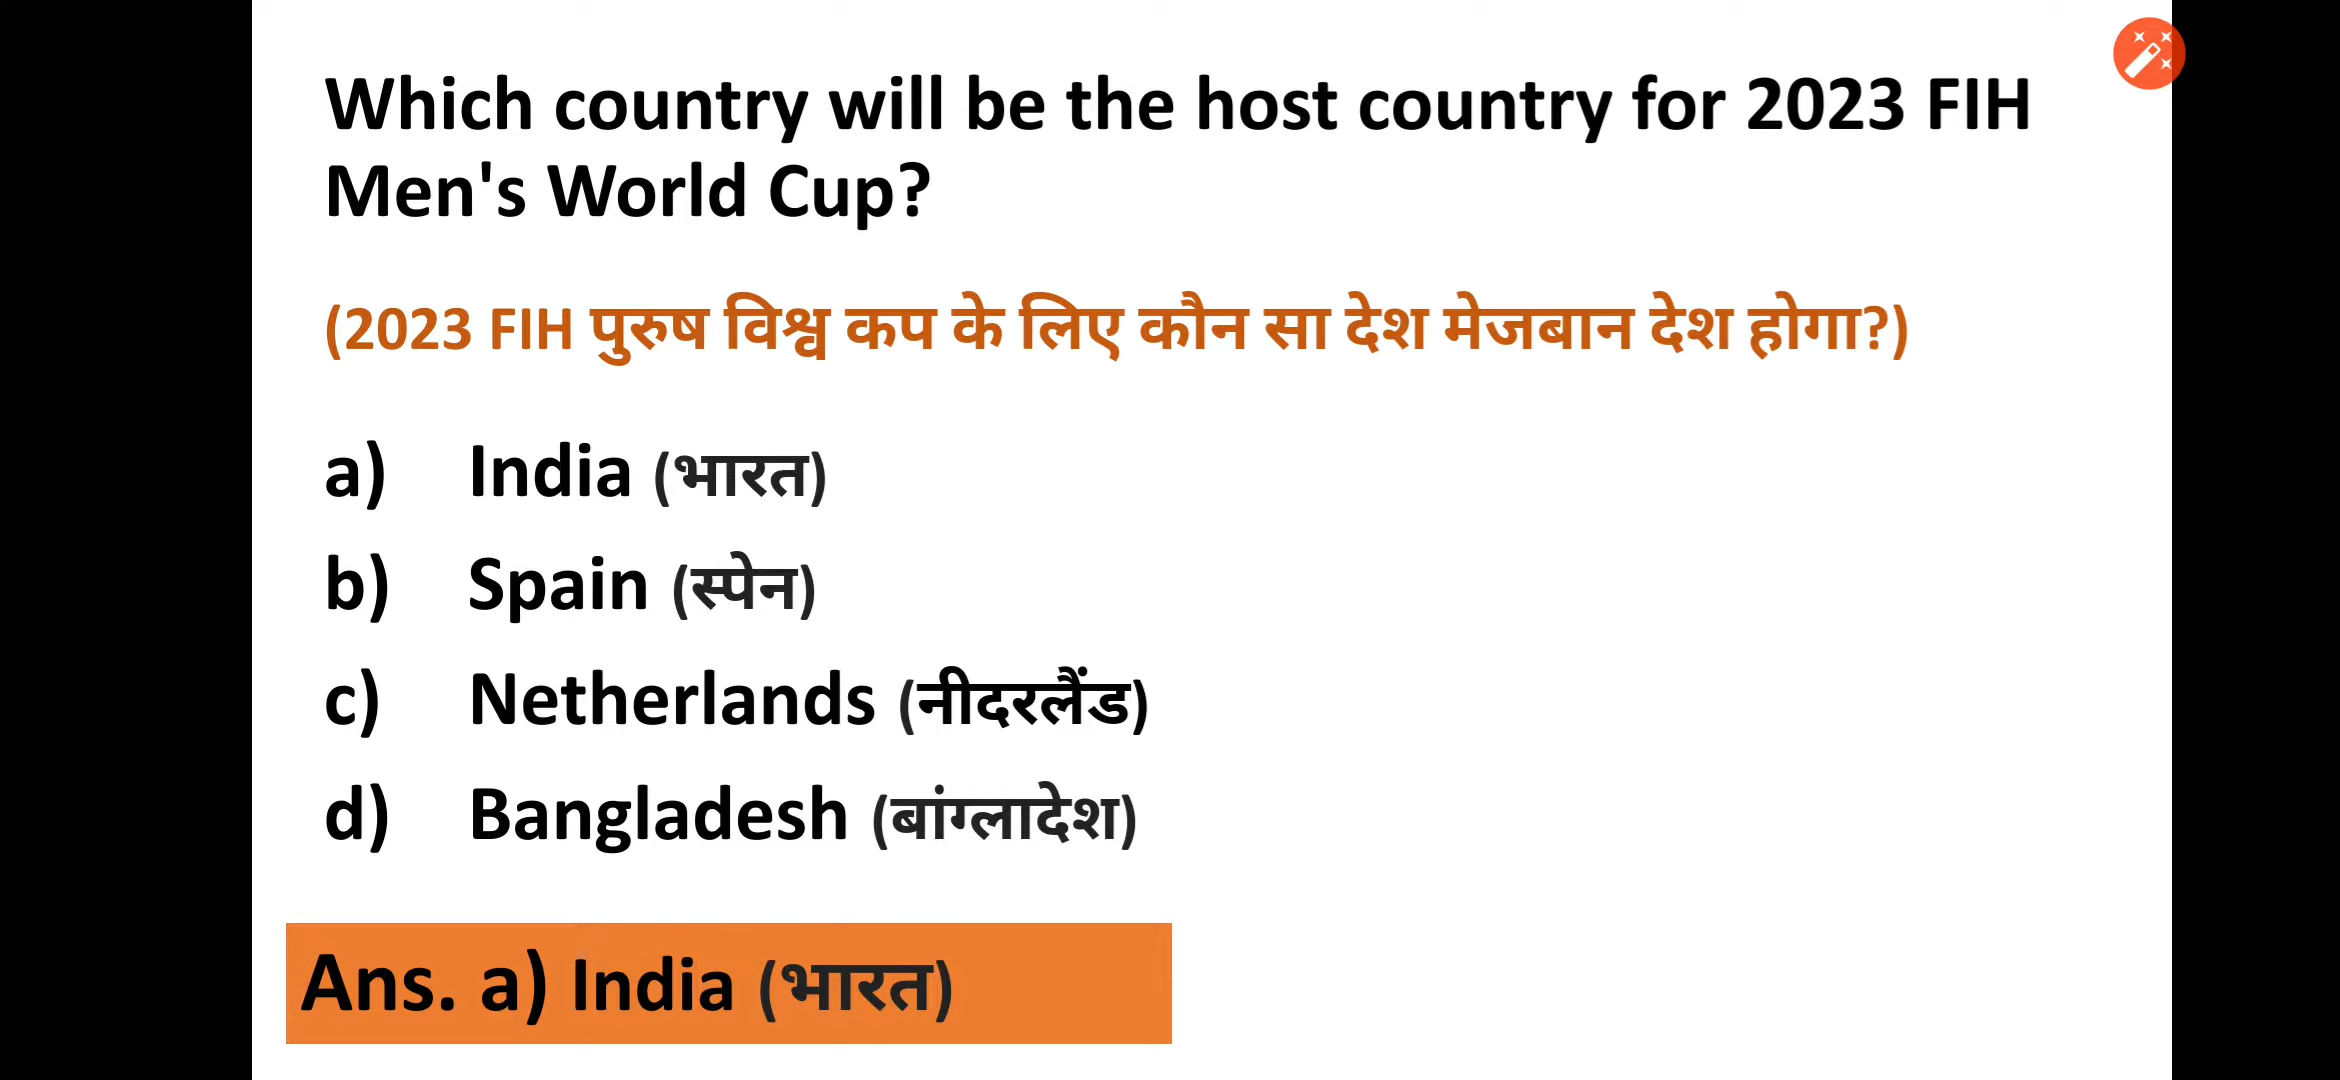 Which country will be the host country for 2023 FIH
Men's World Cup?
(2023 FIH पुरुष विश्व कप के लिए कौन सा देश मेजबान देश होगा?)
a) India (भारत)
b) Spain (स्पेन)
c) Netherlands (नीदरलैंड)
d) Bangladesh (बांग्लादेश)
Ans. a) India (भारत)